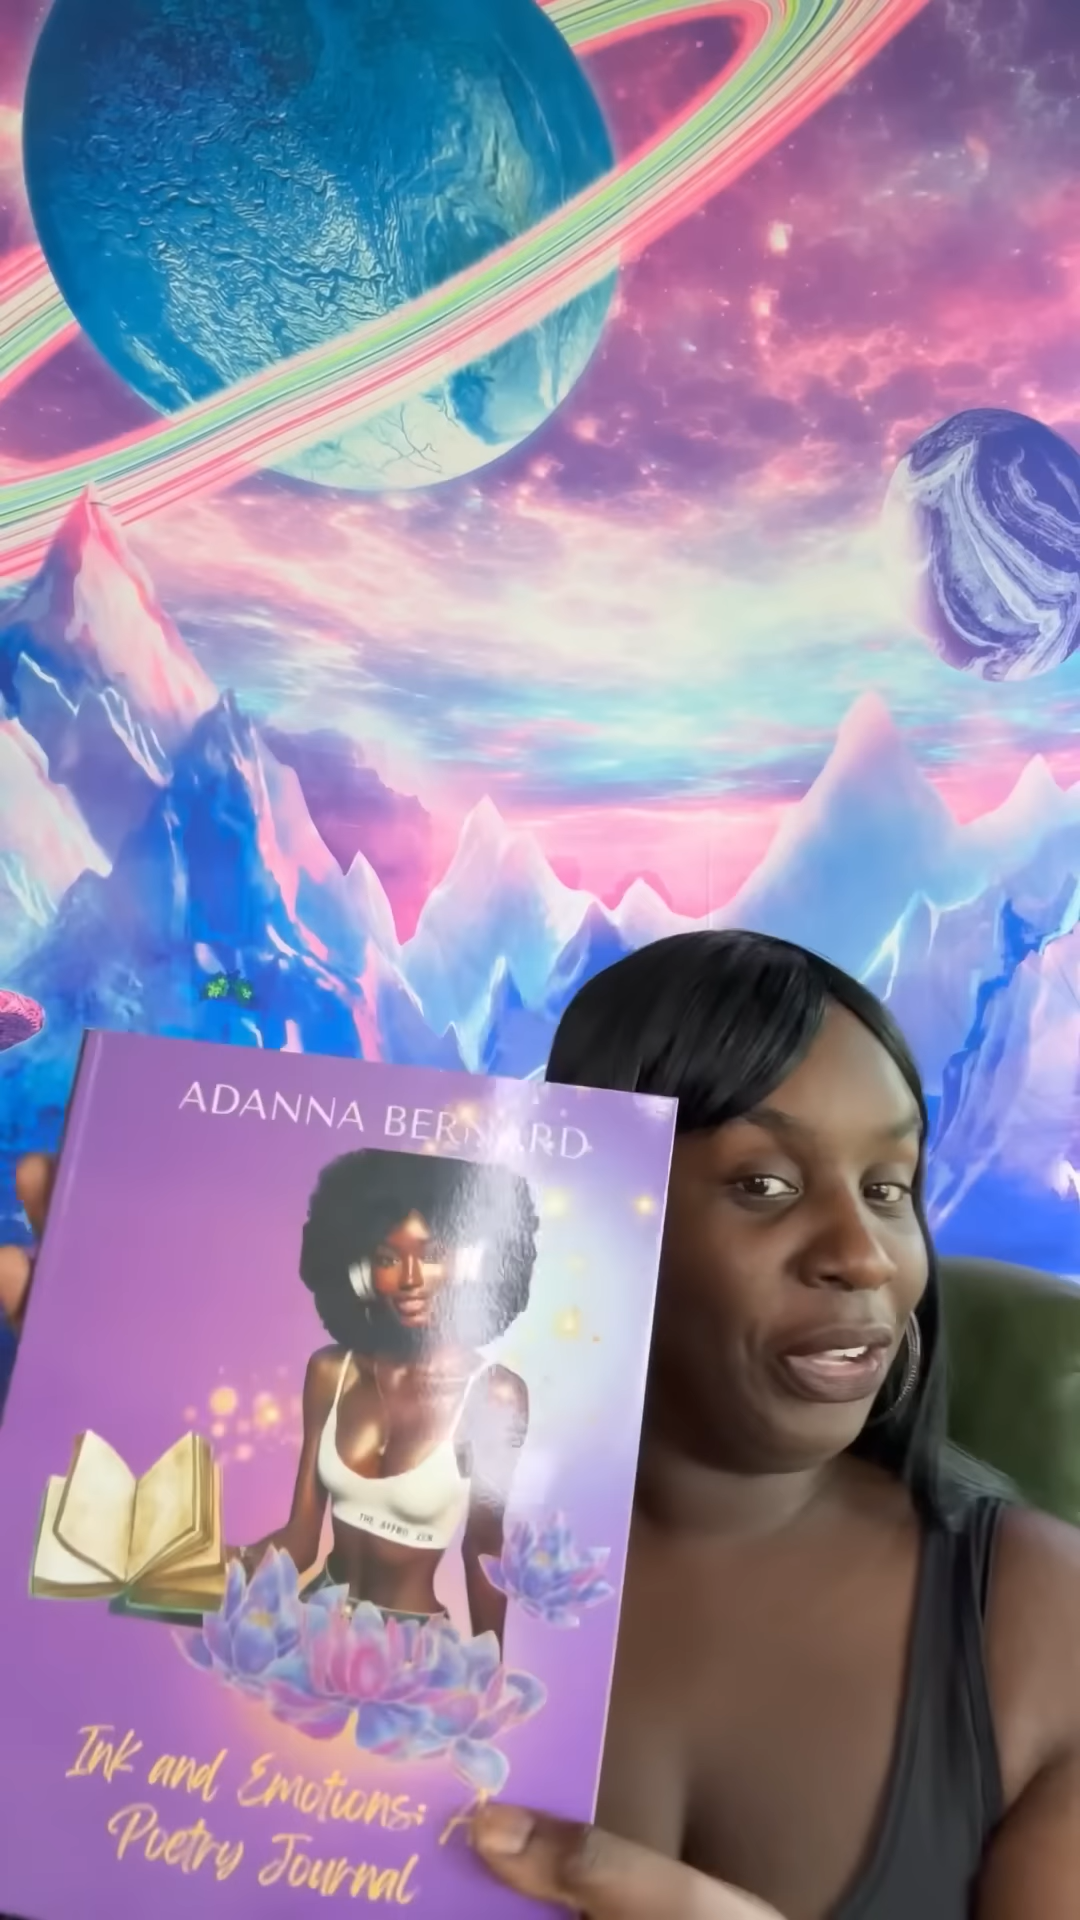 ADANNA BERNARD
THE AFRO ZEN
Ink and Emotions: A
Poetry Journal